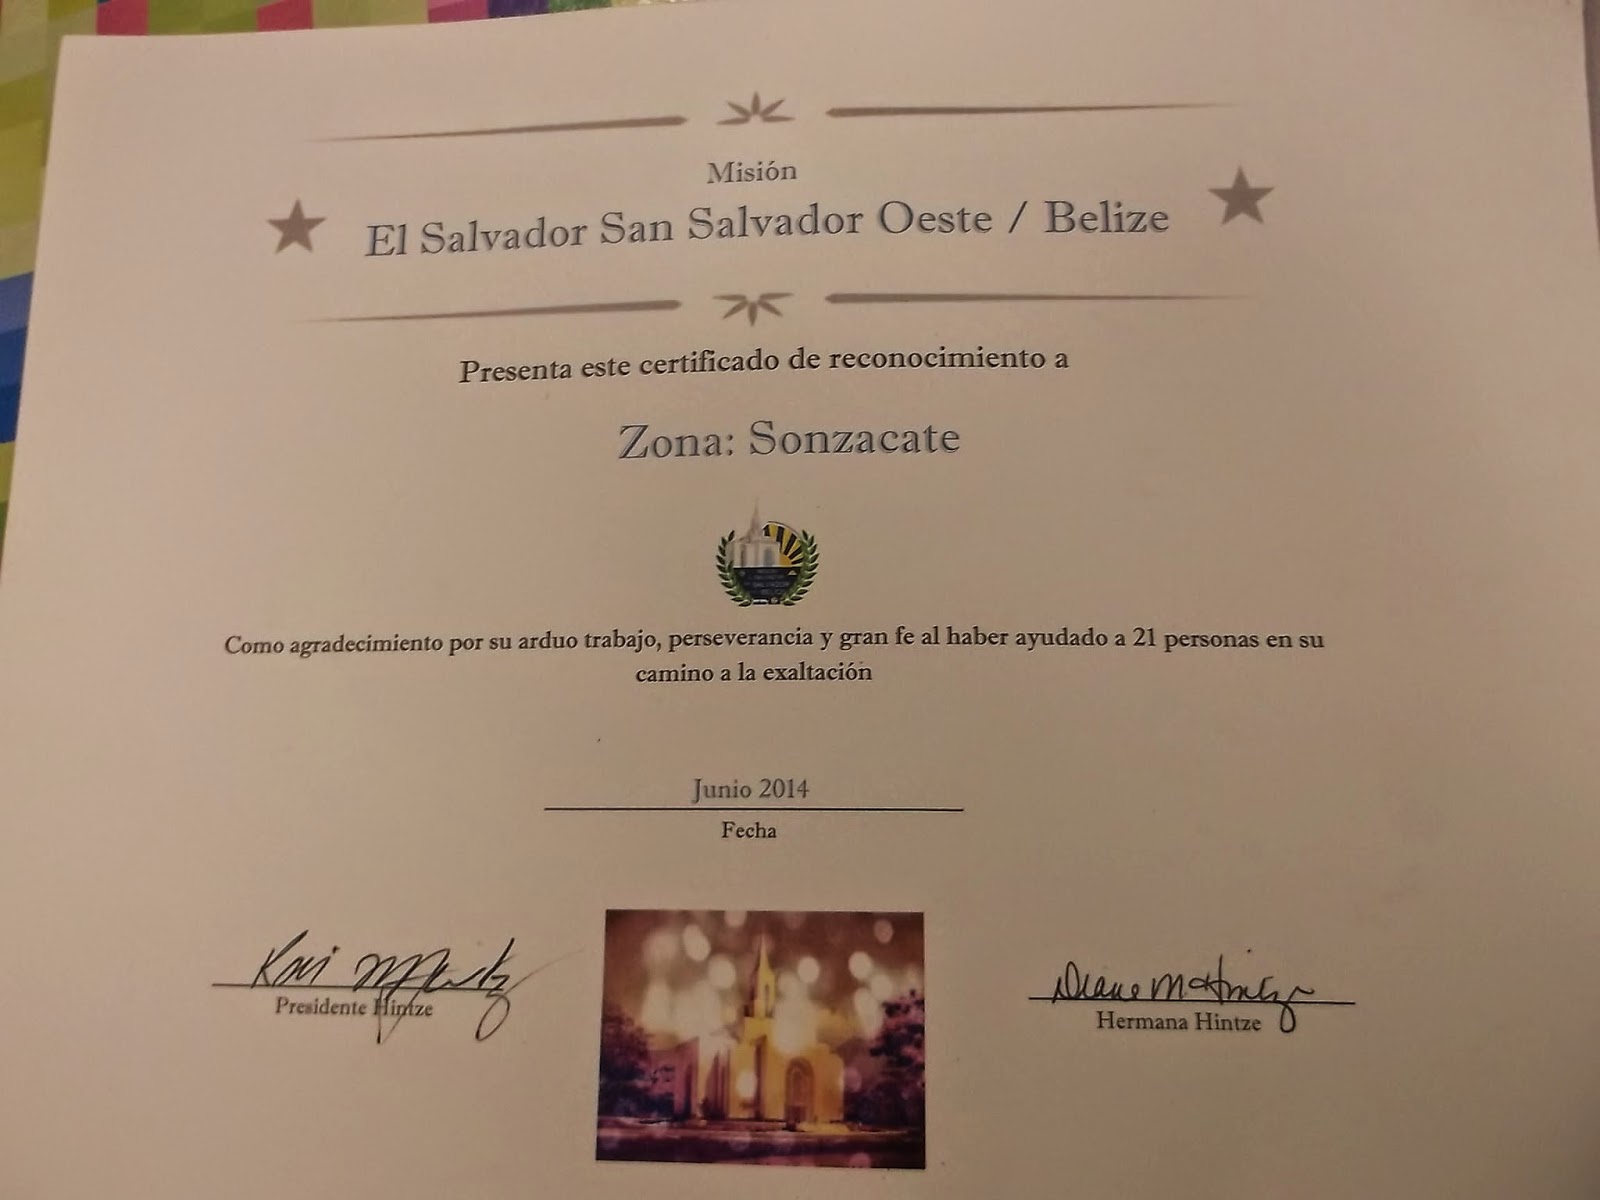 Misión
El Salvador San Salvador Oeste / Belize
Presenta este certificado de reconocimiento a
Zona: Sonzacate
Como agradecimiento por su arduo trabajo, perseverancia y gran fe al haber ayudado a 21 personas en su
camino a la exaltación
Junio 2014
Fecha
Presidente Hintze
Diane M Hintze
Hermana Hintze